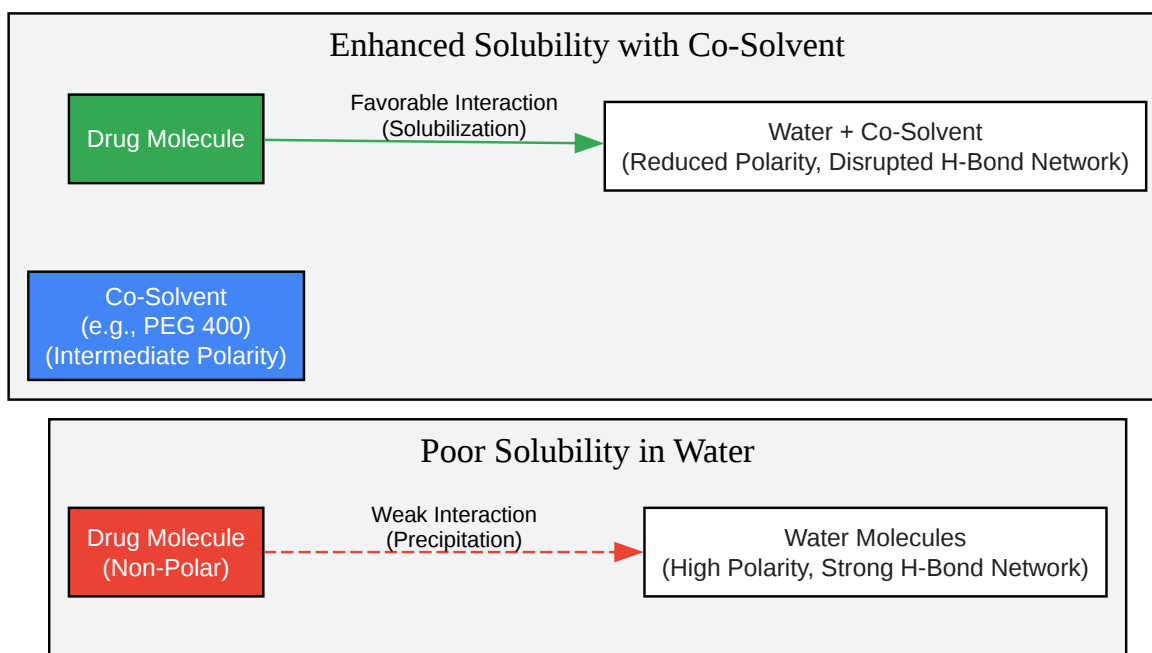 Enhanced Solubility with Co-Solvent
Drug Molecule
Favorable Interaction
(Solubilization)
Water + Co-Solvent
(Reduced Polarity, Disrupted H-Bond Network)
Co-Solvent
(e.g., PEG 400)
(Intermediate Polarity)
Poor Solubility in Water
Drug Molecule
(Non-Polar)
Weak Interaction
(Precipitation)
Water Molecules
(High Polarity, Strong H-Bond Network)